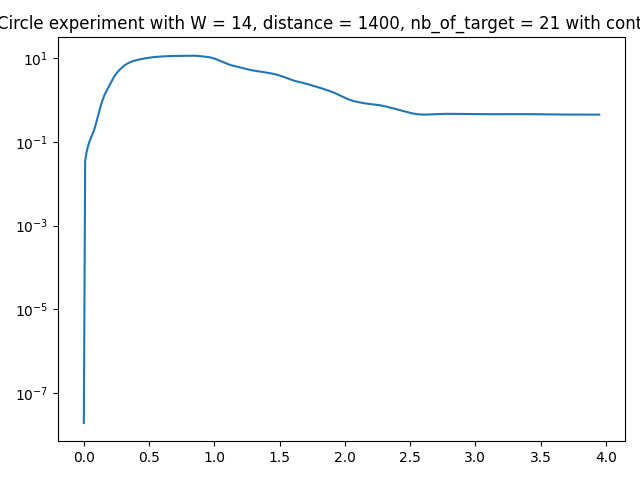 Circle experiment with W = 14, distance = 1400, nb_of_target = 21 with cont
10¹
10⁻¹
10⁻³
10⁻⁵
10⁻⁷
0.0 0.5 1.0 1.5 2.0 2.5 3.0 3.5 4.0